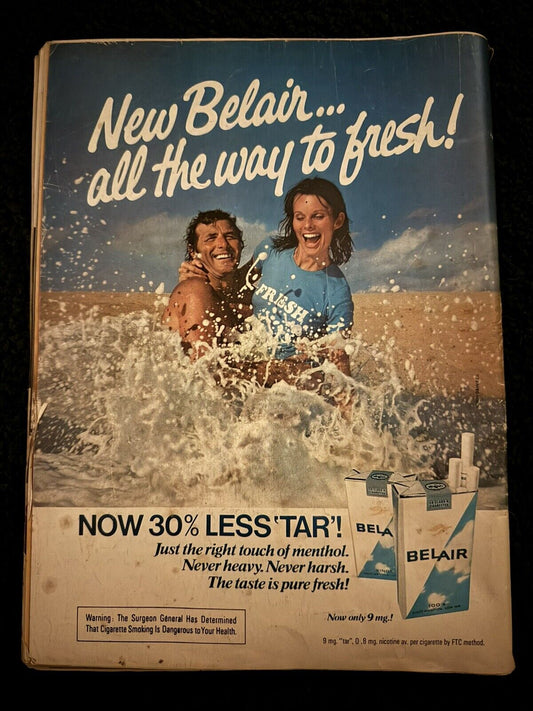 New Belair...
all the way to fresh!
FRESH
NOW 30% LESS 'TAR'!
Just the right touch of menthol.
Never heavy. Never harsh.
The taste is pure fresh!
BELA
BELAIR
100's
Now only 9 mg.!
Warning: The Surgeon General Has Determined
That Cigarette Smoking Is Dangerous to Your Health.
9 mg. "tar", 0.8 mg. nicotine av. per cigarette by FTC method.